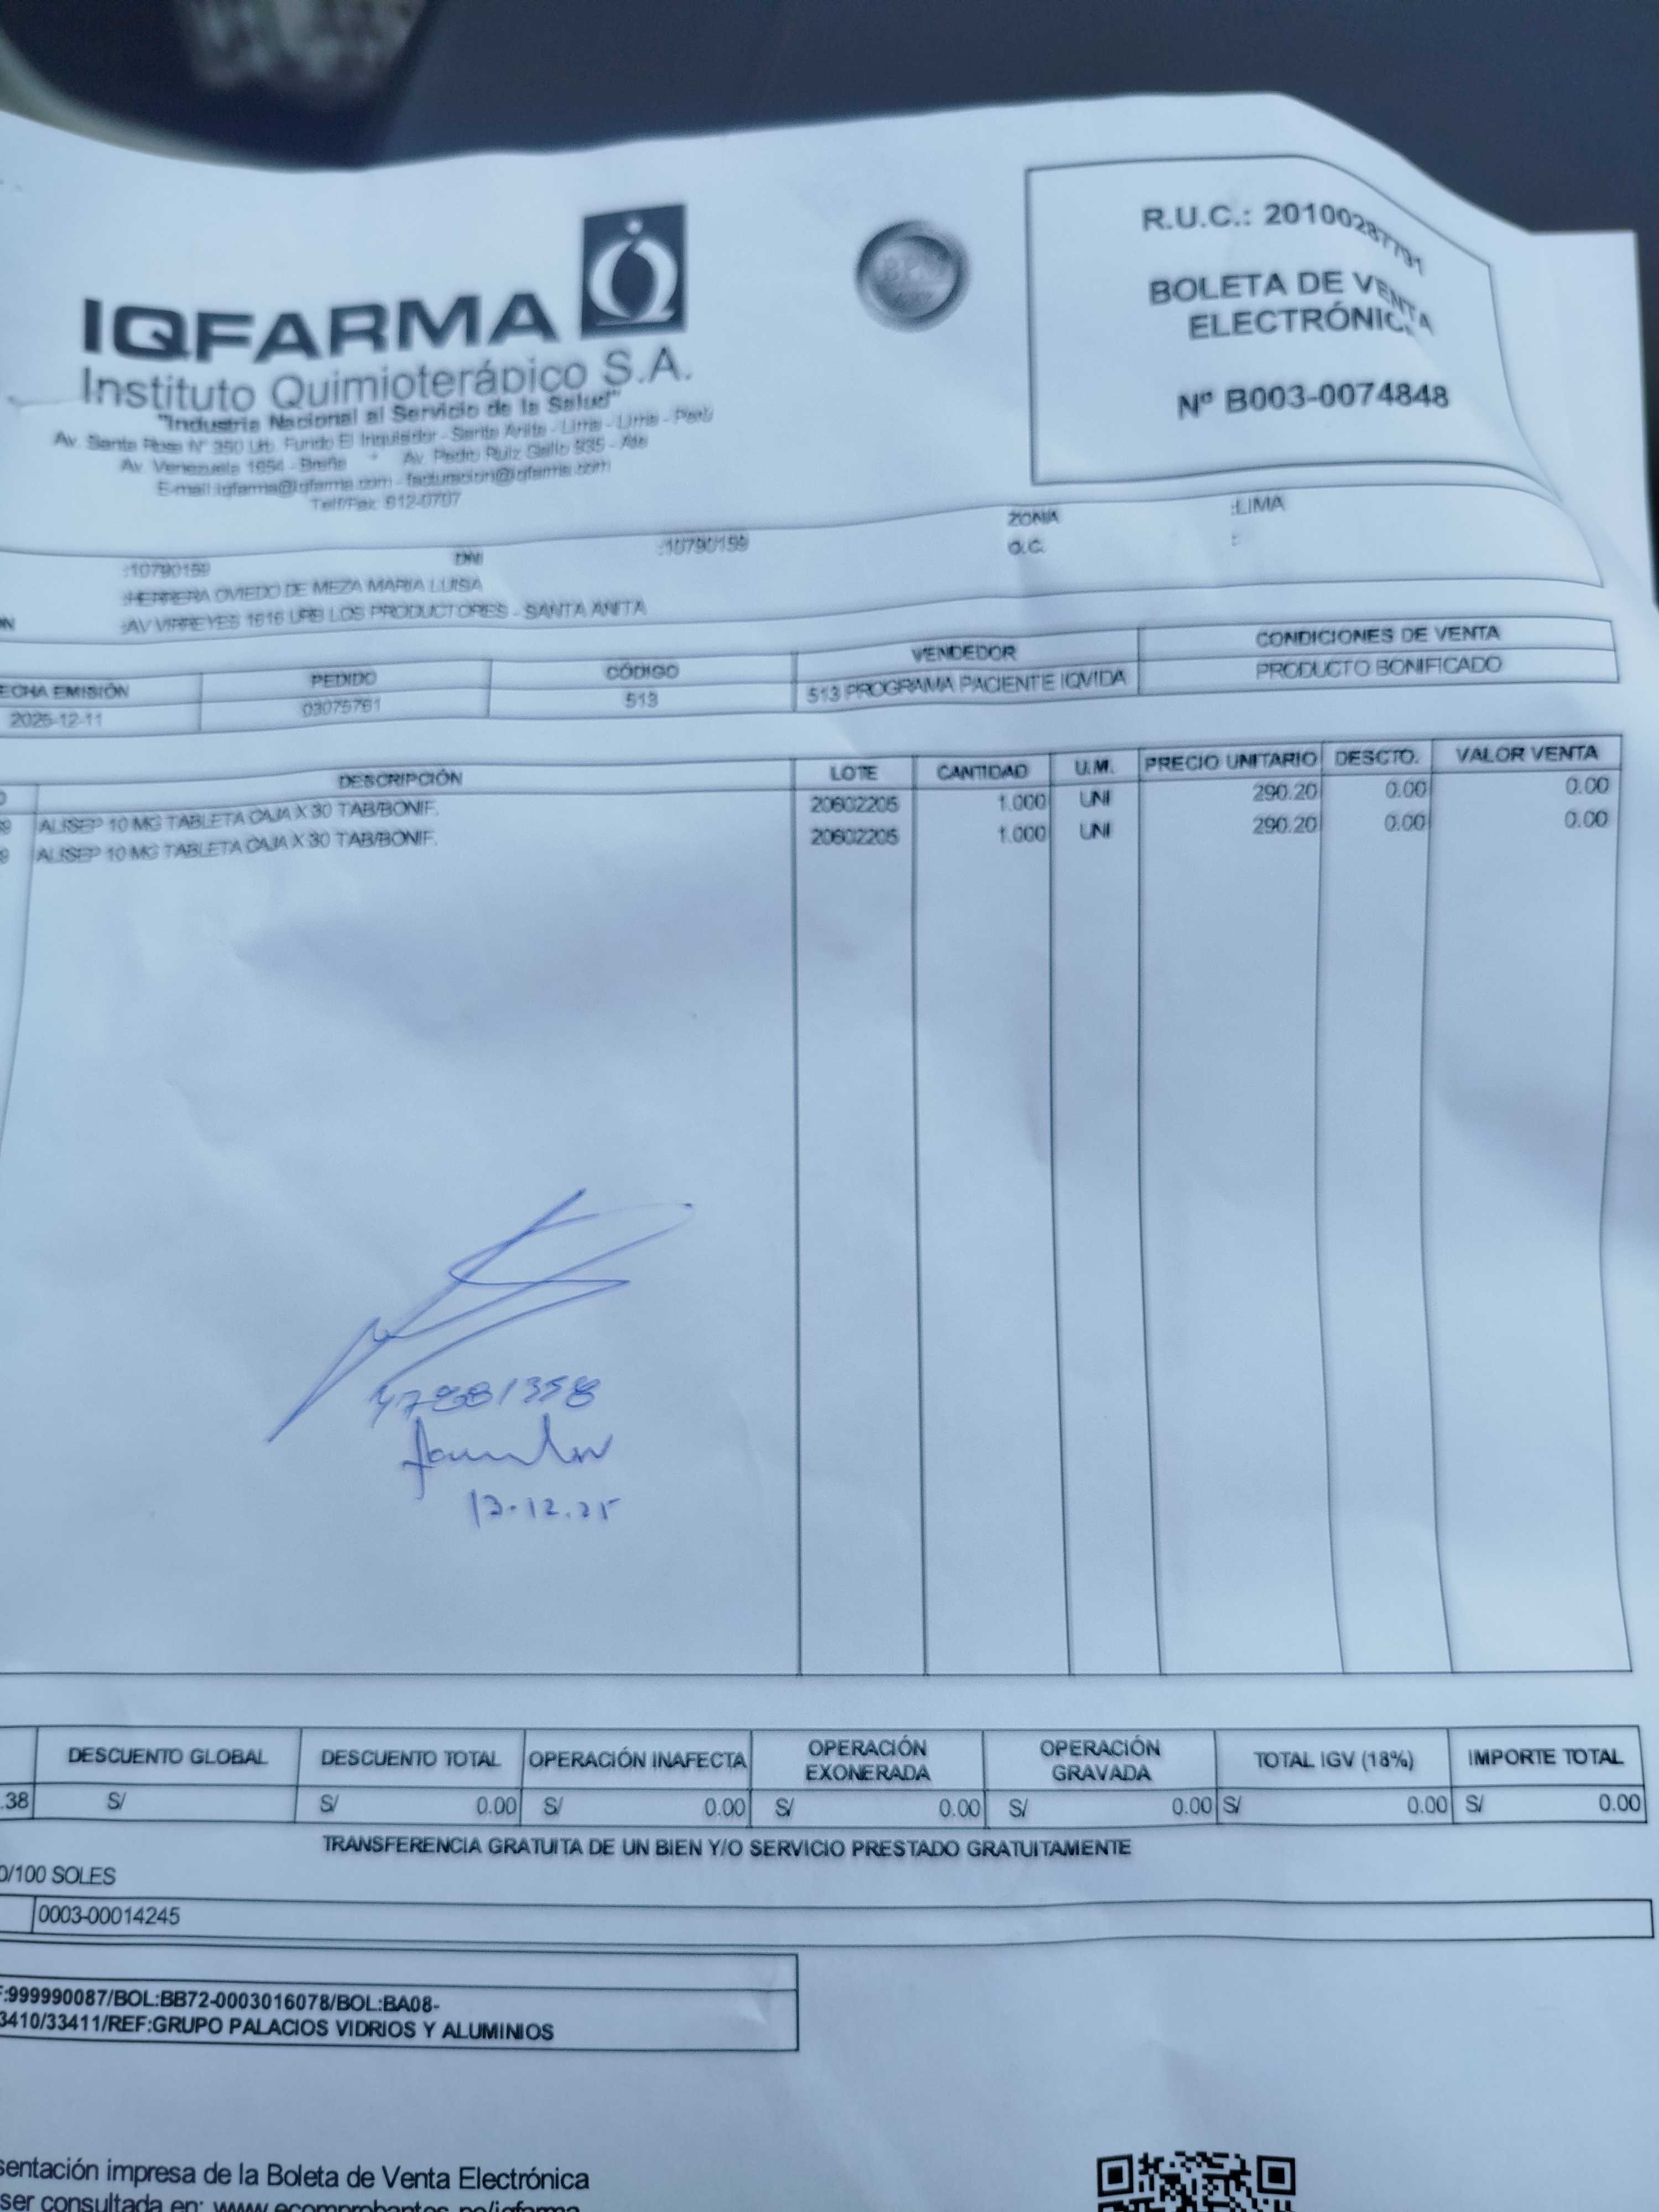 IQFARMA
Instituto Quimioterápico S.A.
"Industria Nacional al Servicio de la Salud"
Av. Santa Rosa N° 350 Urb. Fundo El Inquisidor - Santa Anita - Lima - Lima - Perú
Av. Venezuela 1654 - Breña * Av. Pedro Ruiz Gallo 935 - Ate
E-mail:iqfarma@iqfarma.com - facturacion@iqfarma.com
Telf/Fax: 612-0707
R.U.C.: 20100287791
BOLETA DE VENTA
ELECTRÓNICA
Nº B003-0074848
:10790159 DNI :10790159 ZONA :LIMA
:HERRERA OVIEDO DE MEZA MARIA LUISA O.C. :
:AV VIRREYES 1616 URB LOS PRODUCTORES - SANTA ANITA
ECHA EMISIÓN PEDIDO CÓDIGO VENDEDOR CONDICIONES DE VENTA
2025-12-11 03075761 513 513 PROGRAMA PACIENTE IQVIDA PRODUCTO BONIFICADO
DESCRIPCIÓN LOTE CANTIDAD U.M. PRECIO UNITARIO DESCTO. VALOR VENTA
9 ALISEP 10 MG TABLETA CAJA X 30 TAB/BONIF. 20602205 1.000 UNI 290.20 0.00 0.00
9 ALISEP 10 MG TABLETA CAJA X 30 TAB/BONIF. 20602205 1.000 UNI 290.20 0.00 0.00
47881358
12.25
DESCUENTO GLOBAL DESCUENTO TOTAL OPERACIÓN INAFECTA OPERACIÓN EXONERADA OPERACIÓN GRAVADA TOTAL IGV (18%) IMPORTE TOTAL
.38 S/ S/ 0.00 S/ 0.00 S/ 0.00 S/ 0.00 S/ 0.00 S/ 0.00
TRANSFERENCIA GRATUITA DE UN BIEN Y/O SERVICIO PRESTADO GRATUITAMENTE
0/100 SOLES
0003-00014245
:999990087/BOL:BB72-0003016078/BOL:BA08-
3410/33411/REF:GRUPO PALACIOS VIDRIOS Y ALUMINIOS
sentación impresa de la Boleta de Venta Electrónica
ser consultada en: www.ecomprobantes.pe/iqfarma